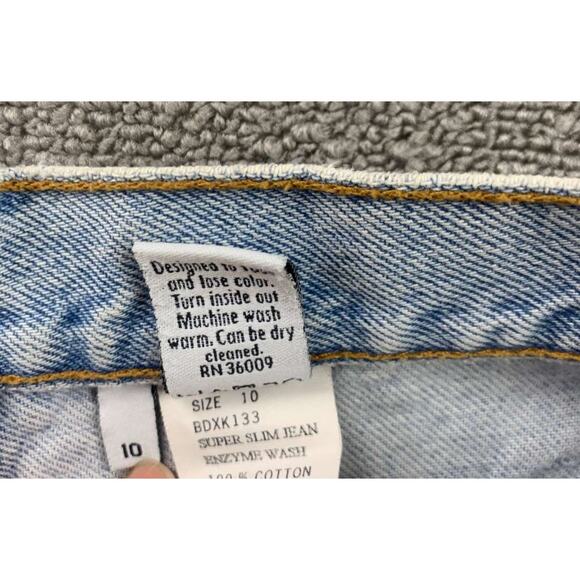 Designed to
and lose color.
Turn inside out
Machine wash
warm. Can be dry
cleaned.
RN 36009
SIZE 10
BDXK133
SUPER SLIM JEAN
ENZYME WASH
100 % COTTON
10